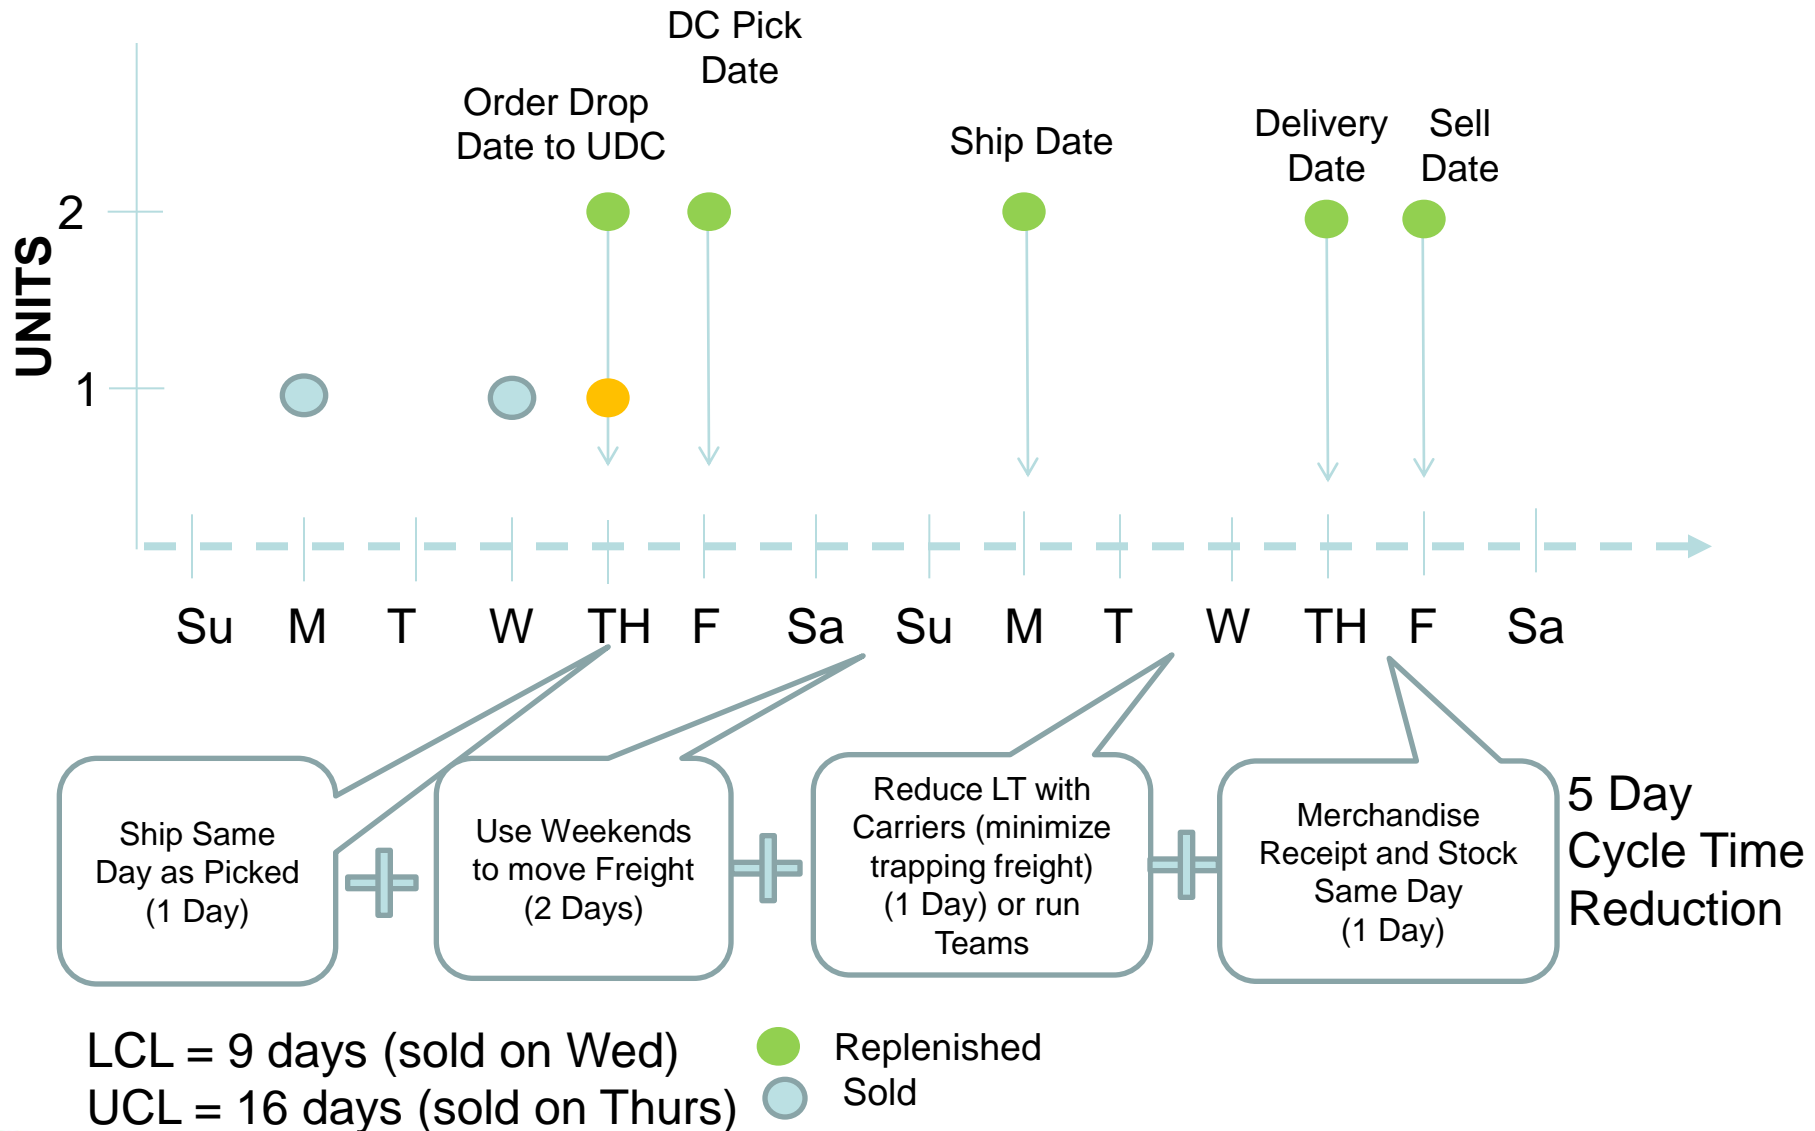 DC Pick
Date
Order Drop
Date to UDC
Ship Date
Delivery
Date
Sell
Date
UNITS
2
1
Su M T W TH F Sa Su M T W TH F Sa
Ship Same
Day as Picked
(1 Day)
Use Weekends
to move Freight
(2 Days)
Reduce LT with
Carriers (minimize
trapping freight)
(1 Day) or run
Teams
Merchandise
Receipt and Stock
Same Day
(1 Day)
5 Day
Cycle Time
Reduction
LCL = 9 days (sold on Wed)
UCL = 16 days (sold on Thurs)
Replenished
Sold